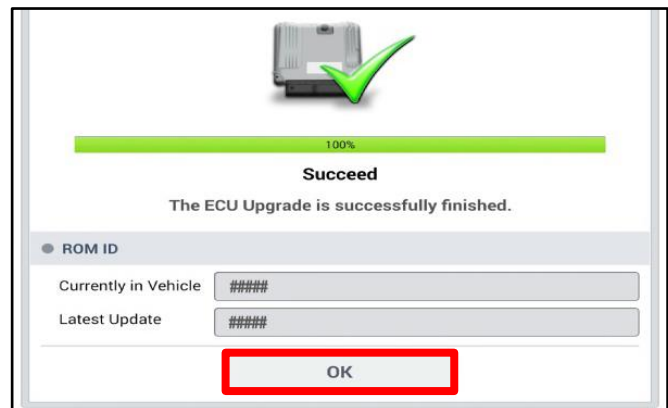 100%
Succeed
The ECU Upgrade is successfully finished.
ROM ID
Currently in Vehicle #####
Latest Update #####
OK